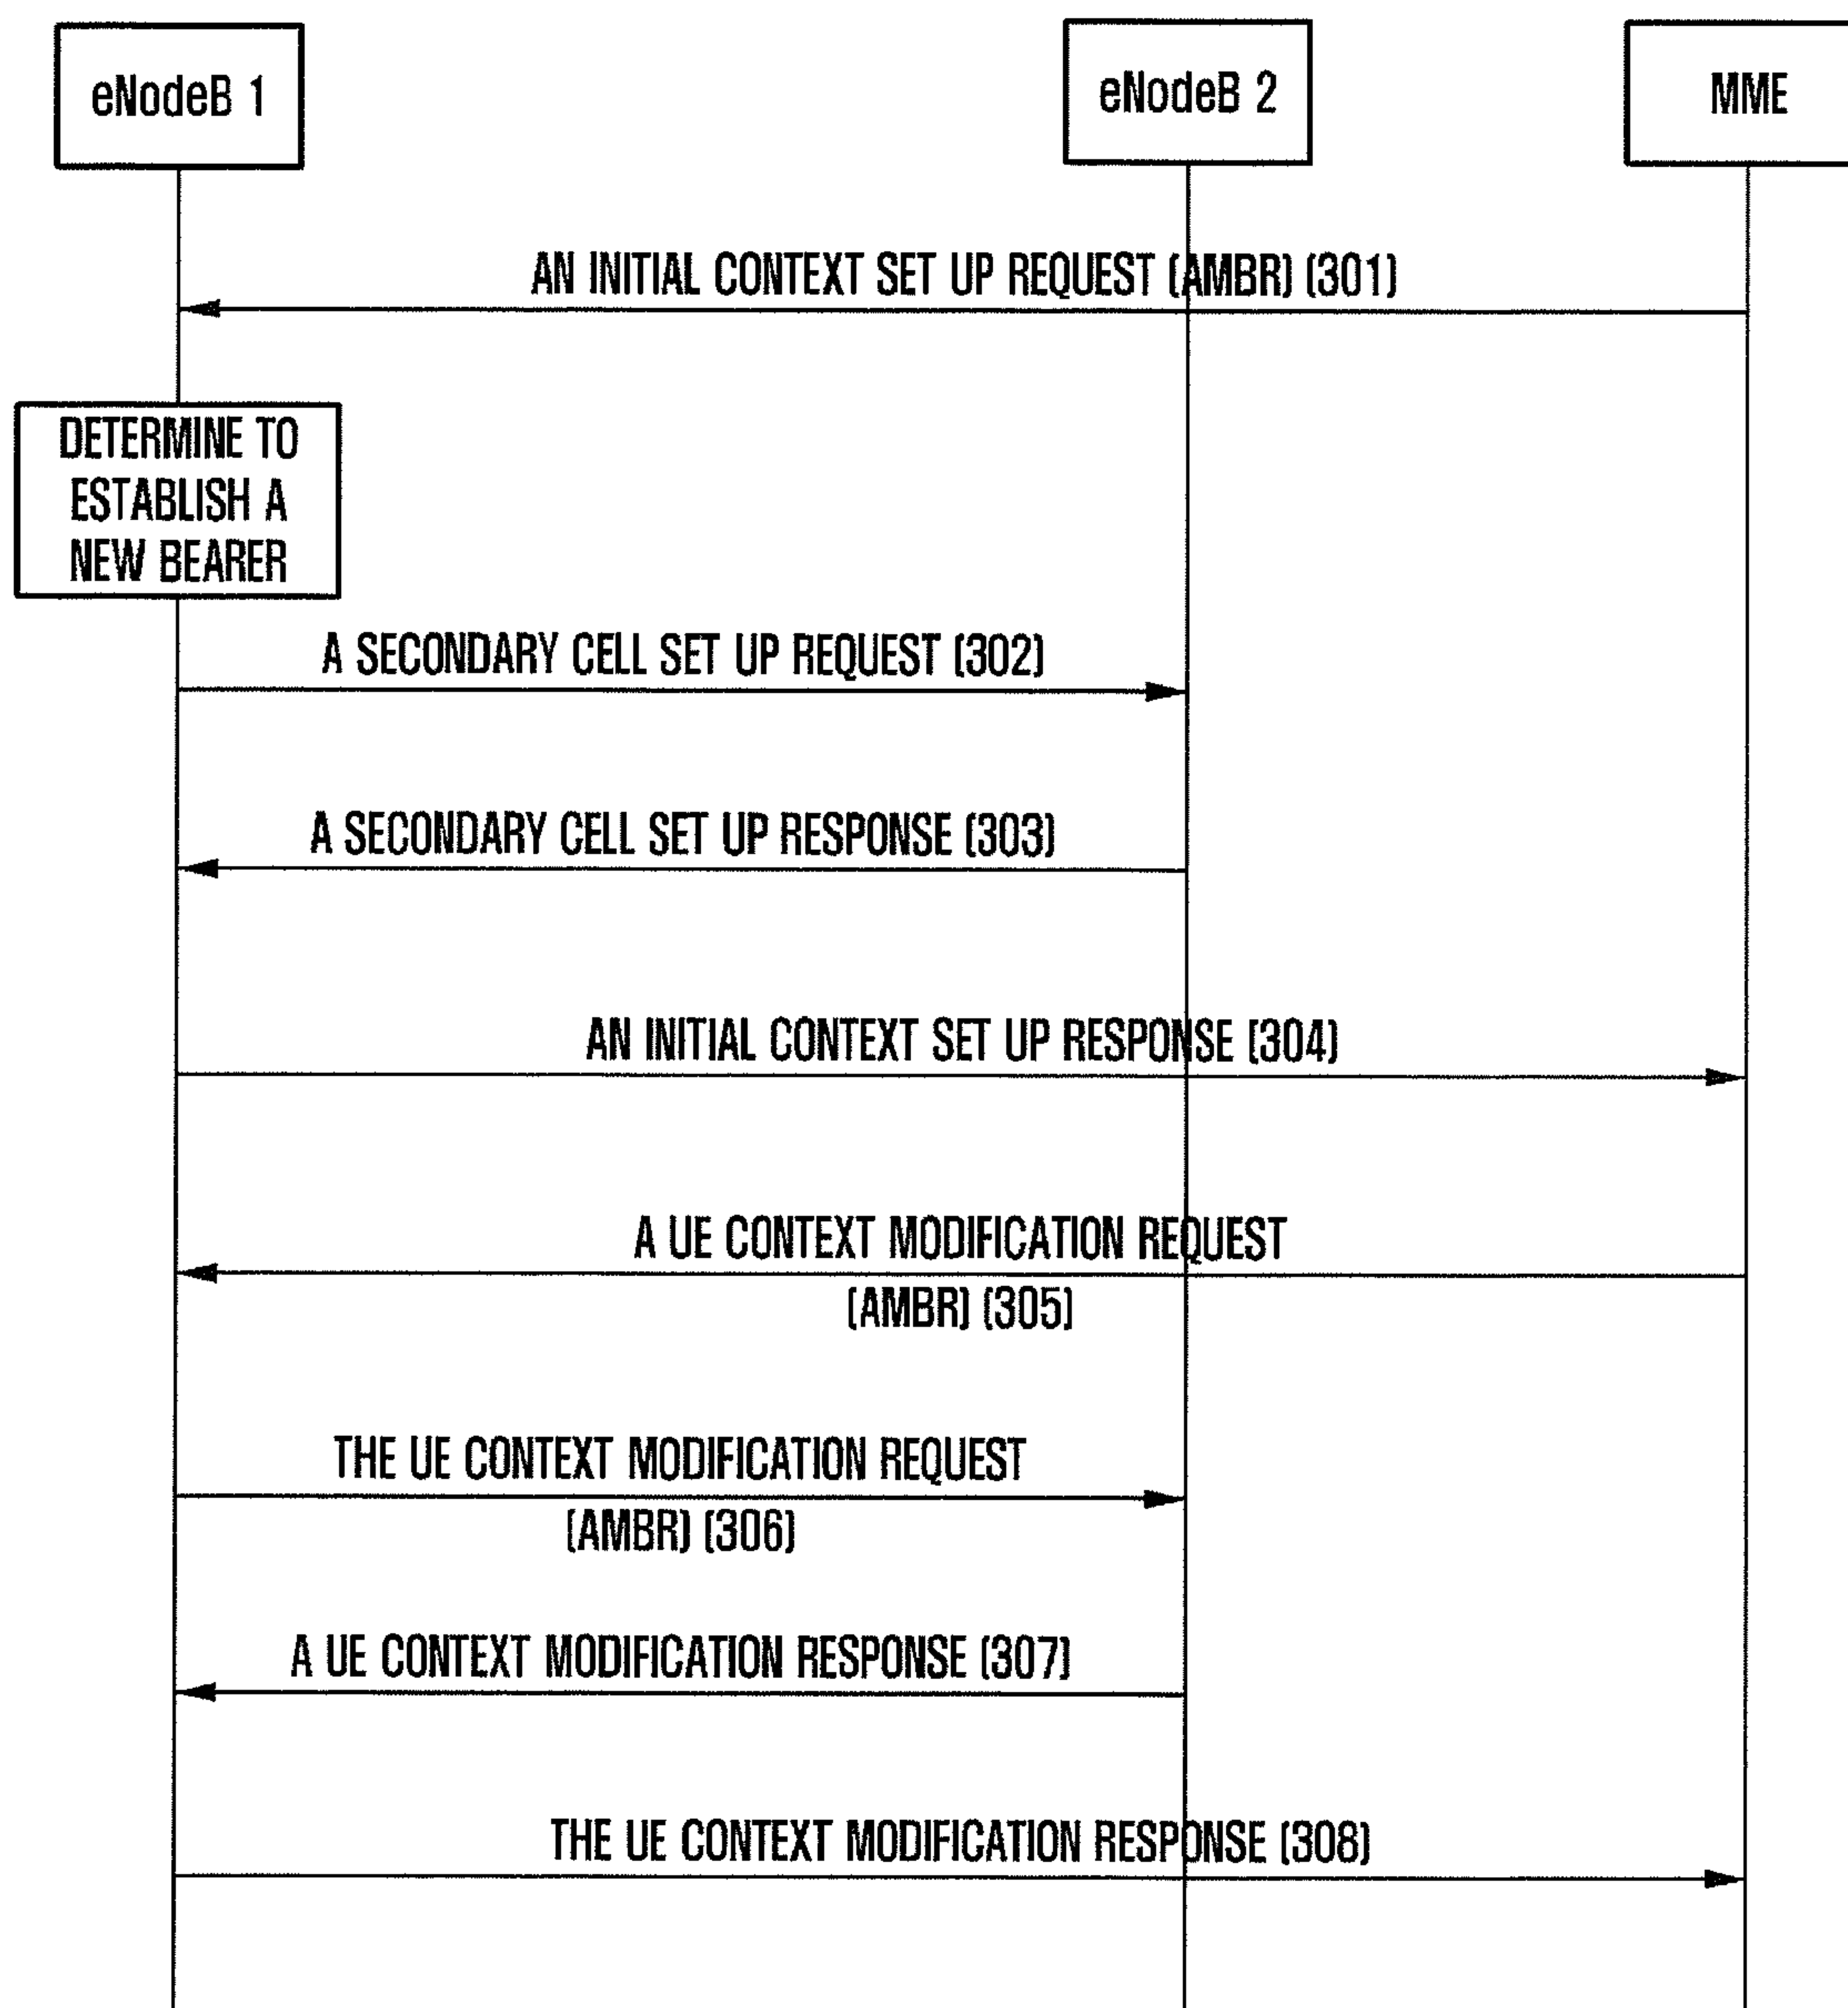 eNodeB 1
eNodeB 2
MME
AN INITIAL CONTEXT SET UP REQUEST (AMBR) (301)
DETERMINE TO
ESTABLISH A
NEW BEARER
A SECONDARY CELL SET UP REQUEST (302)
A SECONDARY CELL SET UP RESPONSE (303)
AN INITIAL CONTEXT SET UP RESPONSE (304)
A UE CONTEXT MODIFICATION REQUEST
(AMBR) (305)
THE UE CONTEXT MODIFICATION REQUEST
(AMBR) (306)
A UE CONTEXT MODIFICATION RESPONSE (307)
THE UE CONTEXT MODIFICATION RESPONSE (308)